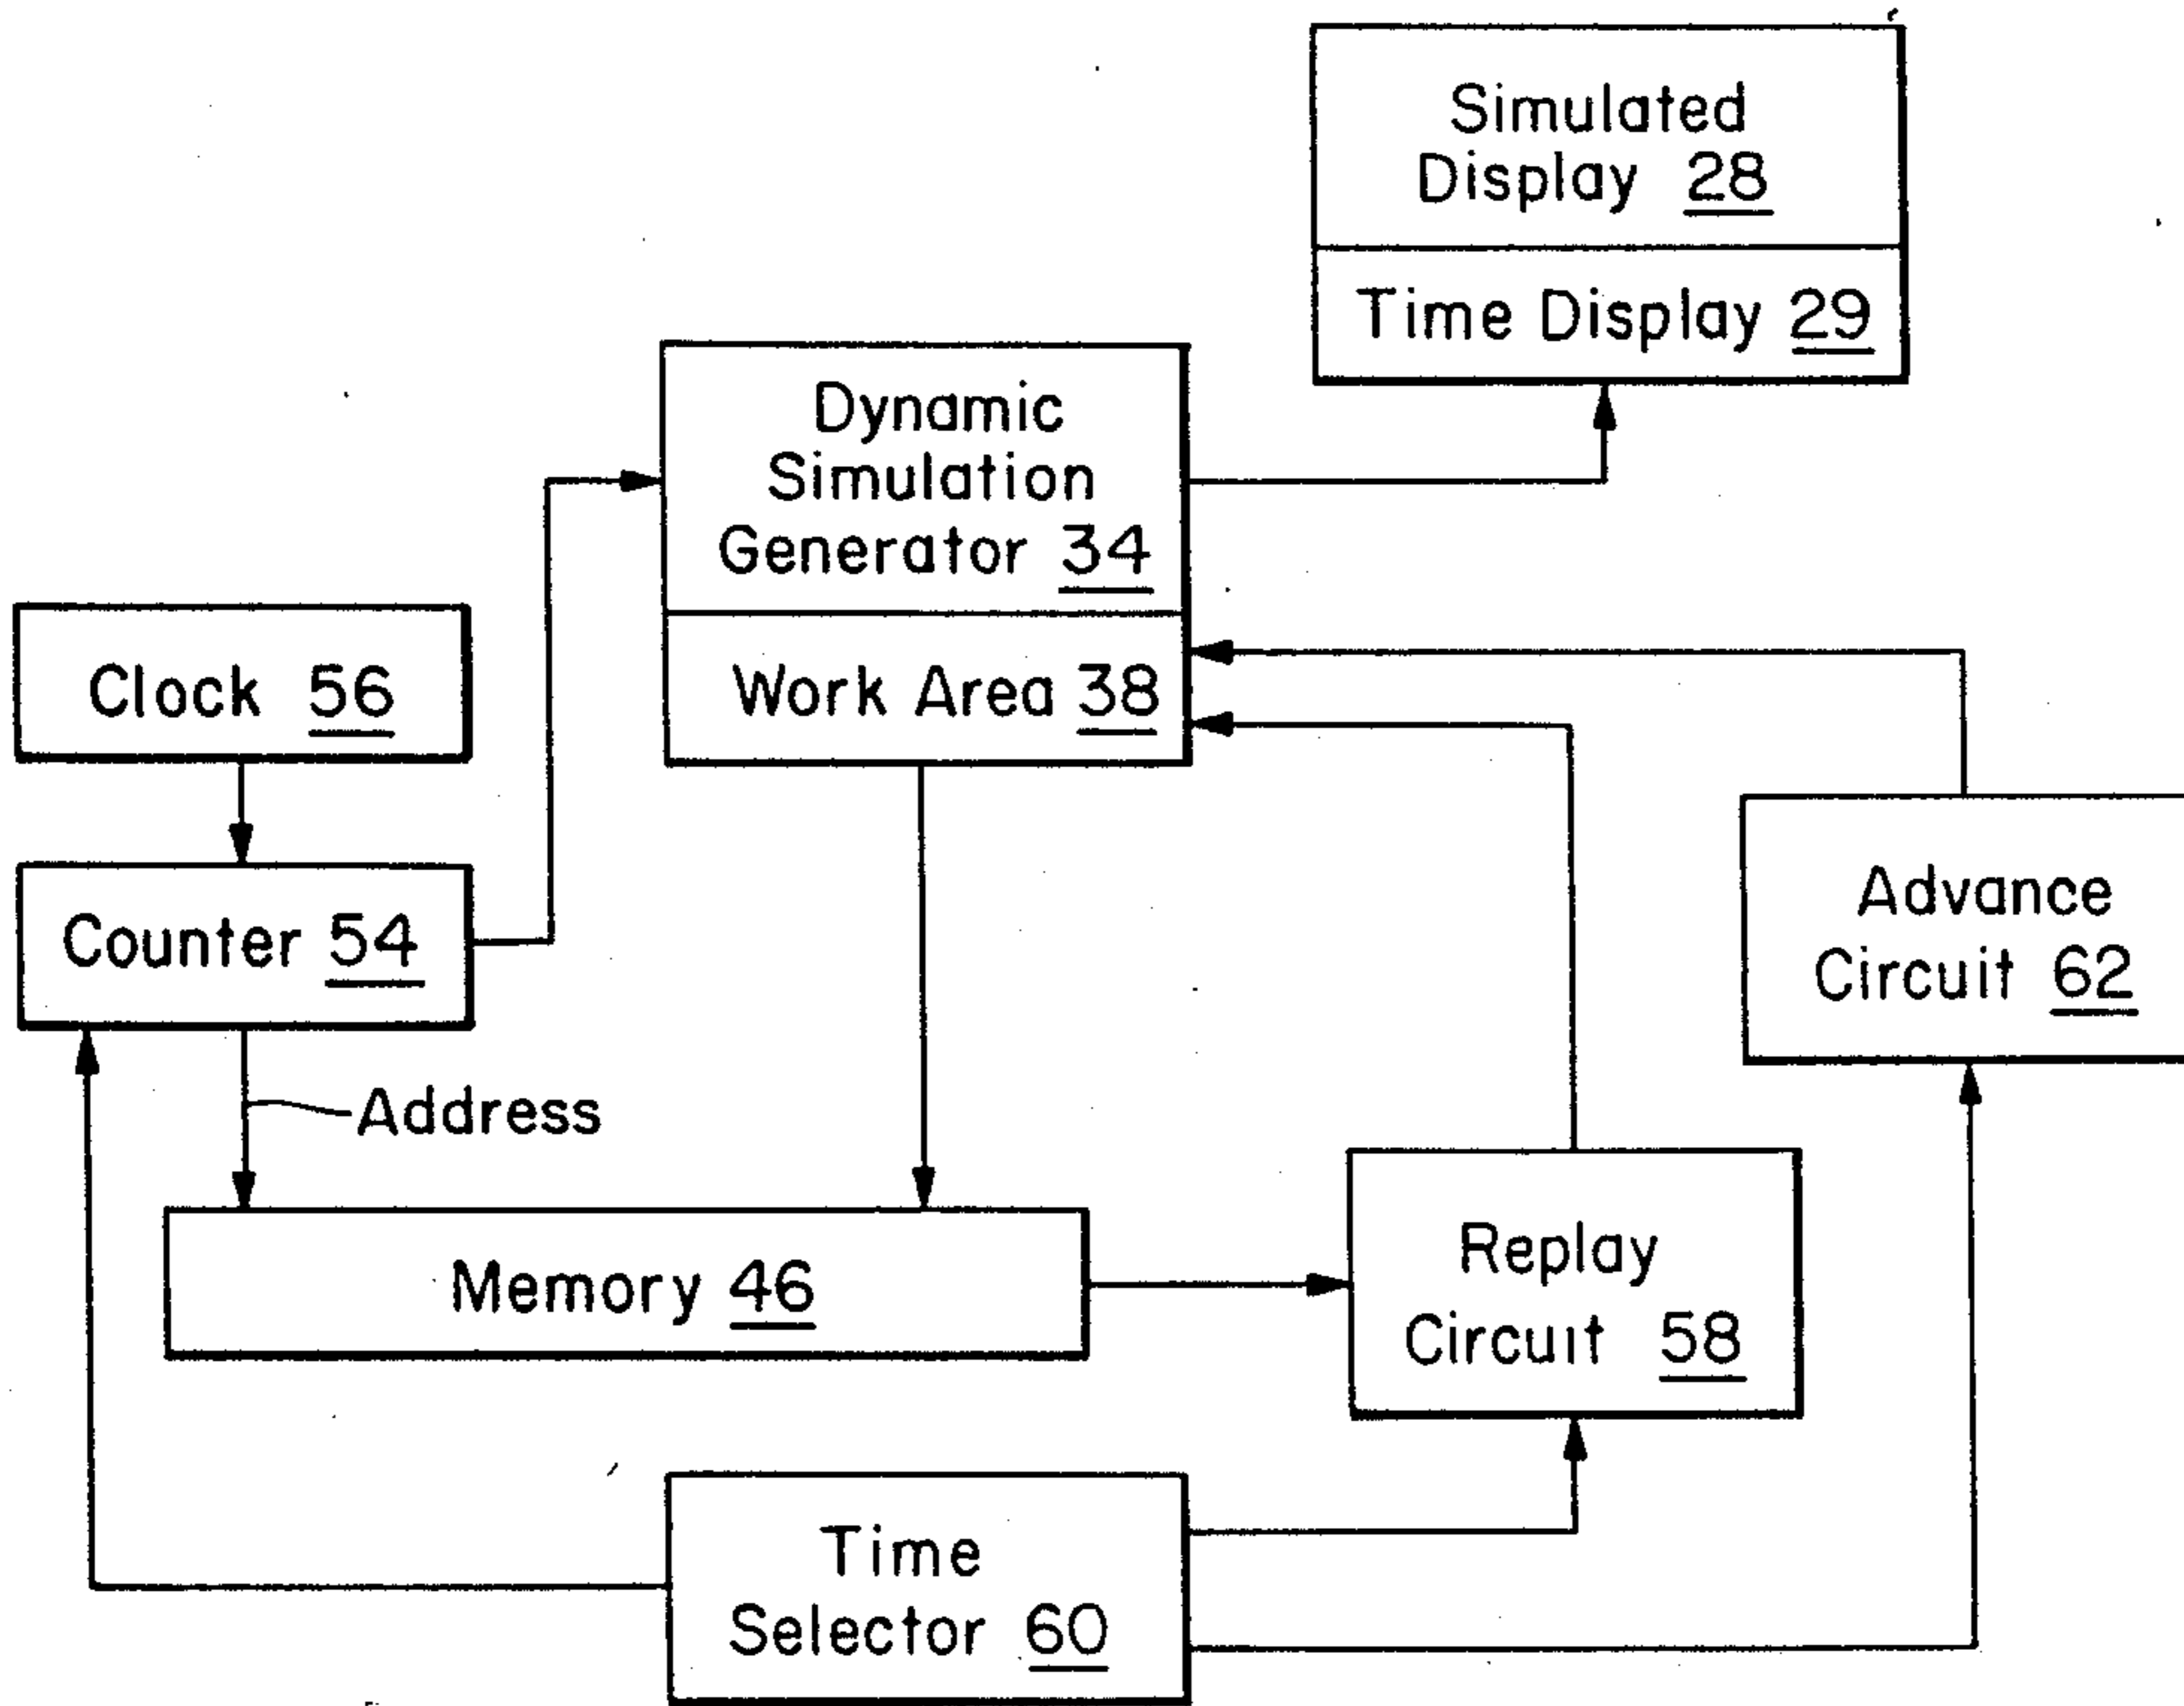 Simulated
Display 28
Time Display 29
Dynamic
Simulation
Generator 34
Work Area 38
Clock 56
Counter 54
Address
Advance
Circuit 62
Memory 46
Replay
Circuit 58
Time
Selector 60